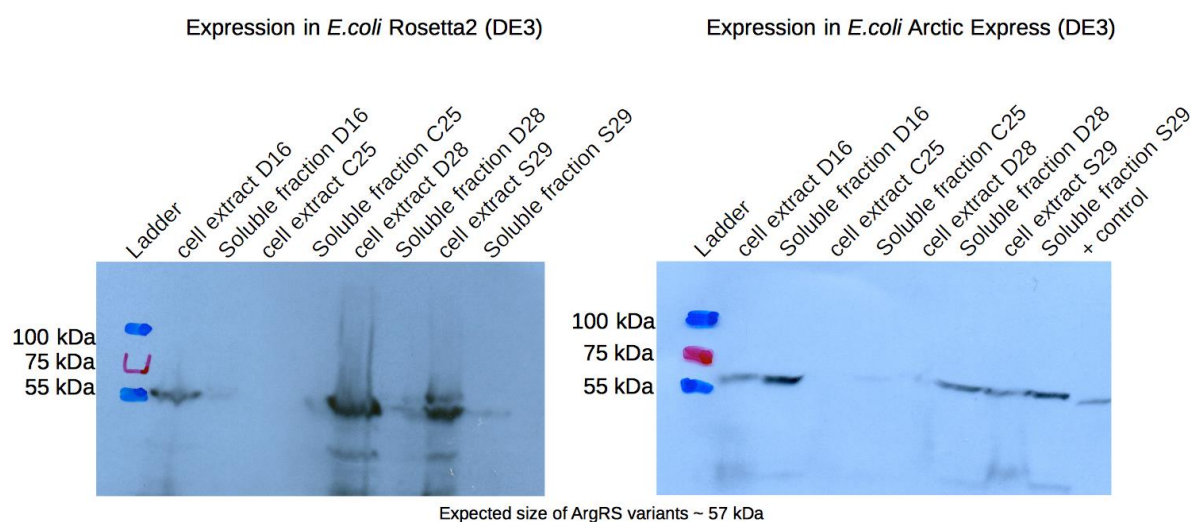 Expression in E.coli Rosetta2 (DE3)
Expression in E.coli Arctic Express (DE3)
Ladder
cell extract D16
Soluble fraction D16
cell extract C25
Soluble fraction C25
cell extract D28
Soluble fraction D28
cell extract S29
Soluble fraction S29
Ladder
cell extract D16
Soluble fraction D16
cell extract C25
Soluble fraction C25
cell extract D28
Soluble fraction D28
cell extract S29
Soluble fraction S29
+ control
100 kDa
75 kDa
55 kDa
100 kDa
75 kDa
55 kDa
Expected size of ArgRS variants ~ 57 kDa